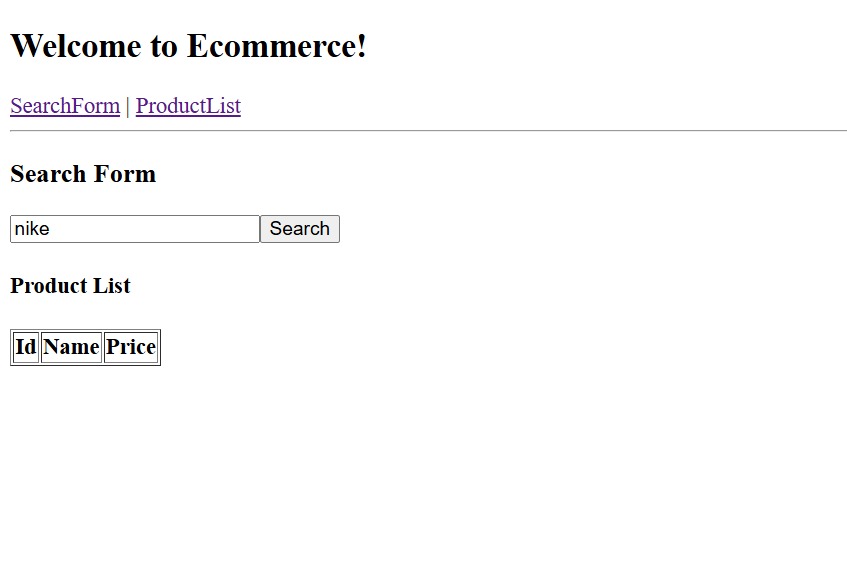 Welcome to Ecommerce!
SearchForm | ProductList
Search Form
nike Search
Product List
Id Name Price